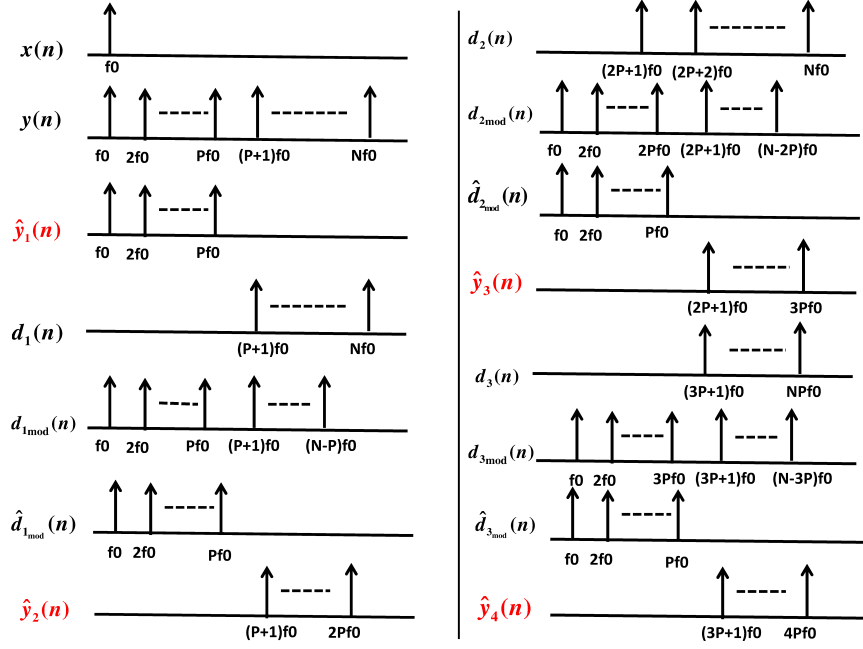 x(n)
f0
y(n)
f0 2f0 Pf0 (P+1)f0 Nf0
ŷ₁(n)
f0 2f0 Pf0
d₁(n)
(P+1)f0 Nf0
d₁mod(n)
f0 2f0 Pf0 (P+1)f0 (N-P)f0
d̂₁mod(n)
f0 2f0 Pf0
ŷ₂(n)
(P+1)f0 2Pf0
d₂(n)
(2P+1)f0 (2P+2)f0 Nf0
d₂mod(n)
f0 2f0 2Pf0 (2P+1)f0 (N-2P)f0
d̂₂mod(n)
f0 2f0 Pf0
ŷ₃(n)
(2P+1)f0 3Pf0
d₃(n)
(3P+1)f0 NPf0
d₃mod(n)
f0 2f0 3Pf0 (3P+1)f0 (N-3P)f0
d̂₃mod(n)
f0 2f0 Pf0
ŷ₄(n)
(3P+1)f0 4Pf0